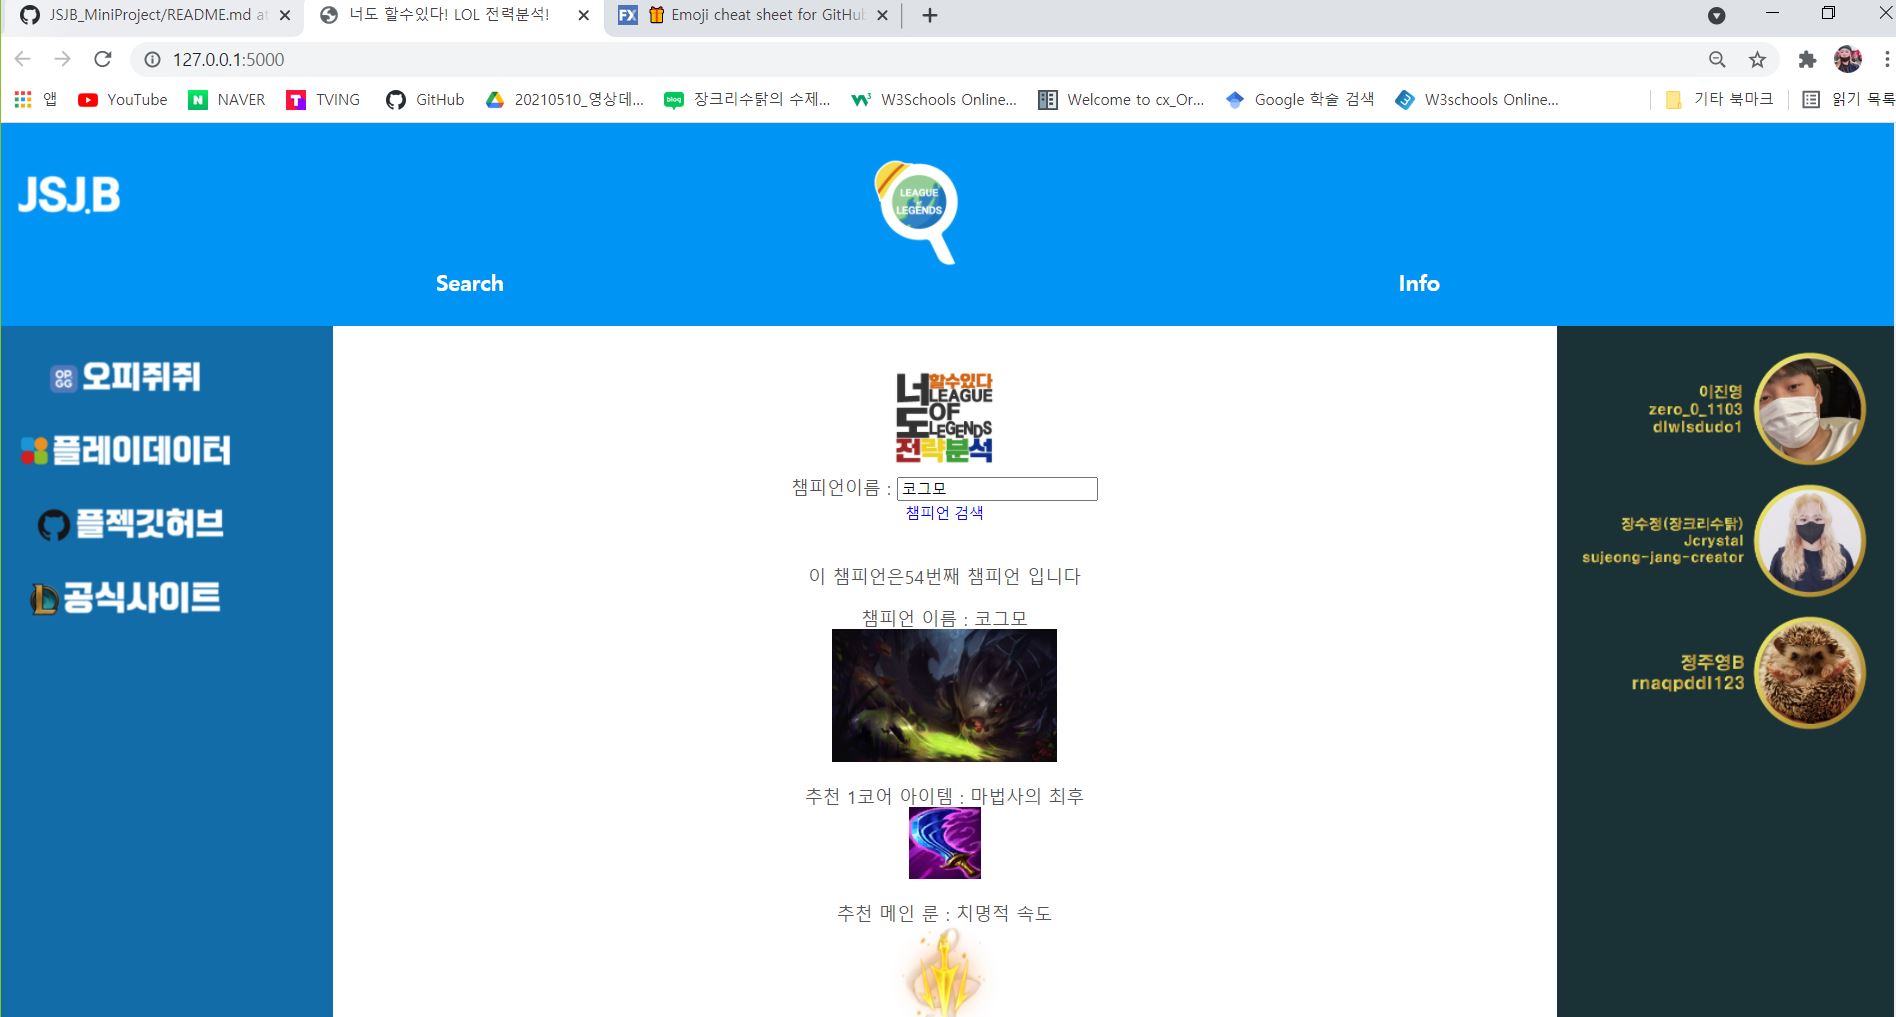 JSJB_MiniProject/README.md at
너도 할수있다! LOL 전력분석!
FX Emoji cheat sheet for GitHub
127.0.0.1:5000
앱
YouTube
NAVER
TVING
GitHub
20210510_영상데...
blog 장크리수탉의 수제...
W3Schools Online...
Welcome to cx_Or...
Google 학술 검색
W3schools Online...
기타 북마크
읽기 목록
JSJ.B
LEAGUE
of
LEGENDS
Search
Info
OP.GG 오피쥐쥐
플레이데이터
플젝깃허브
공식사이트
너도
할수있다
LEAGUE
OF
LEGENDS
전략분석
챔피언이름 : 코그모
챔피언 검색
이 챔피언은54번째 챔피언 입니다
챔피언 이름 : 코그모
추천 1코어 아이템 : 마법사의 최후
추천 메인 룬 : 치명적 속도
이진영
zero_0_1103
dlwlsdudo1
장수정(장크리수탉)
Jcrystal
sujeong-jang-creator
정주영B
rnaqpddl123